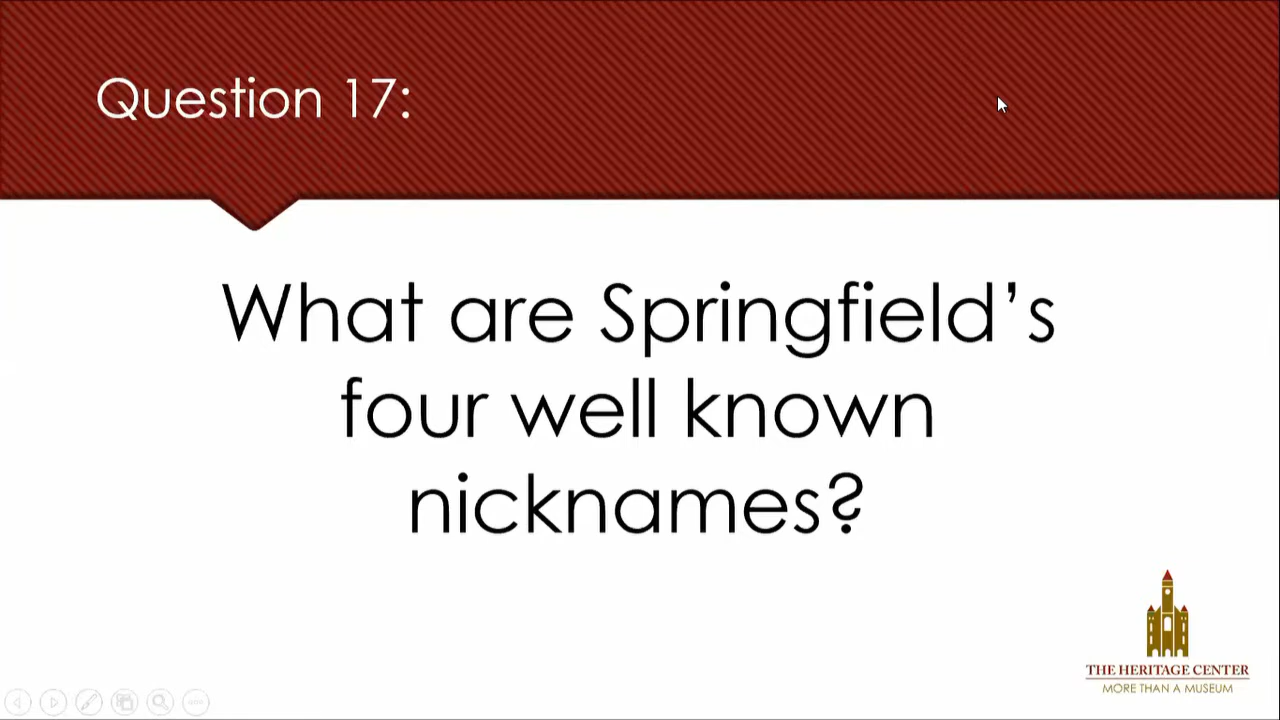 Question 17:
What are Springfield’s
four well known
nicknames?
THE HERITAGE CENTER
MORE THAN A MUSEUM